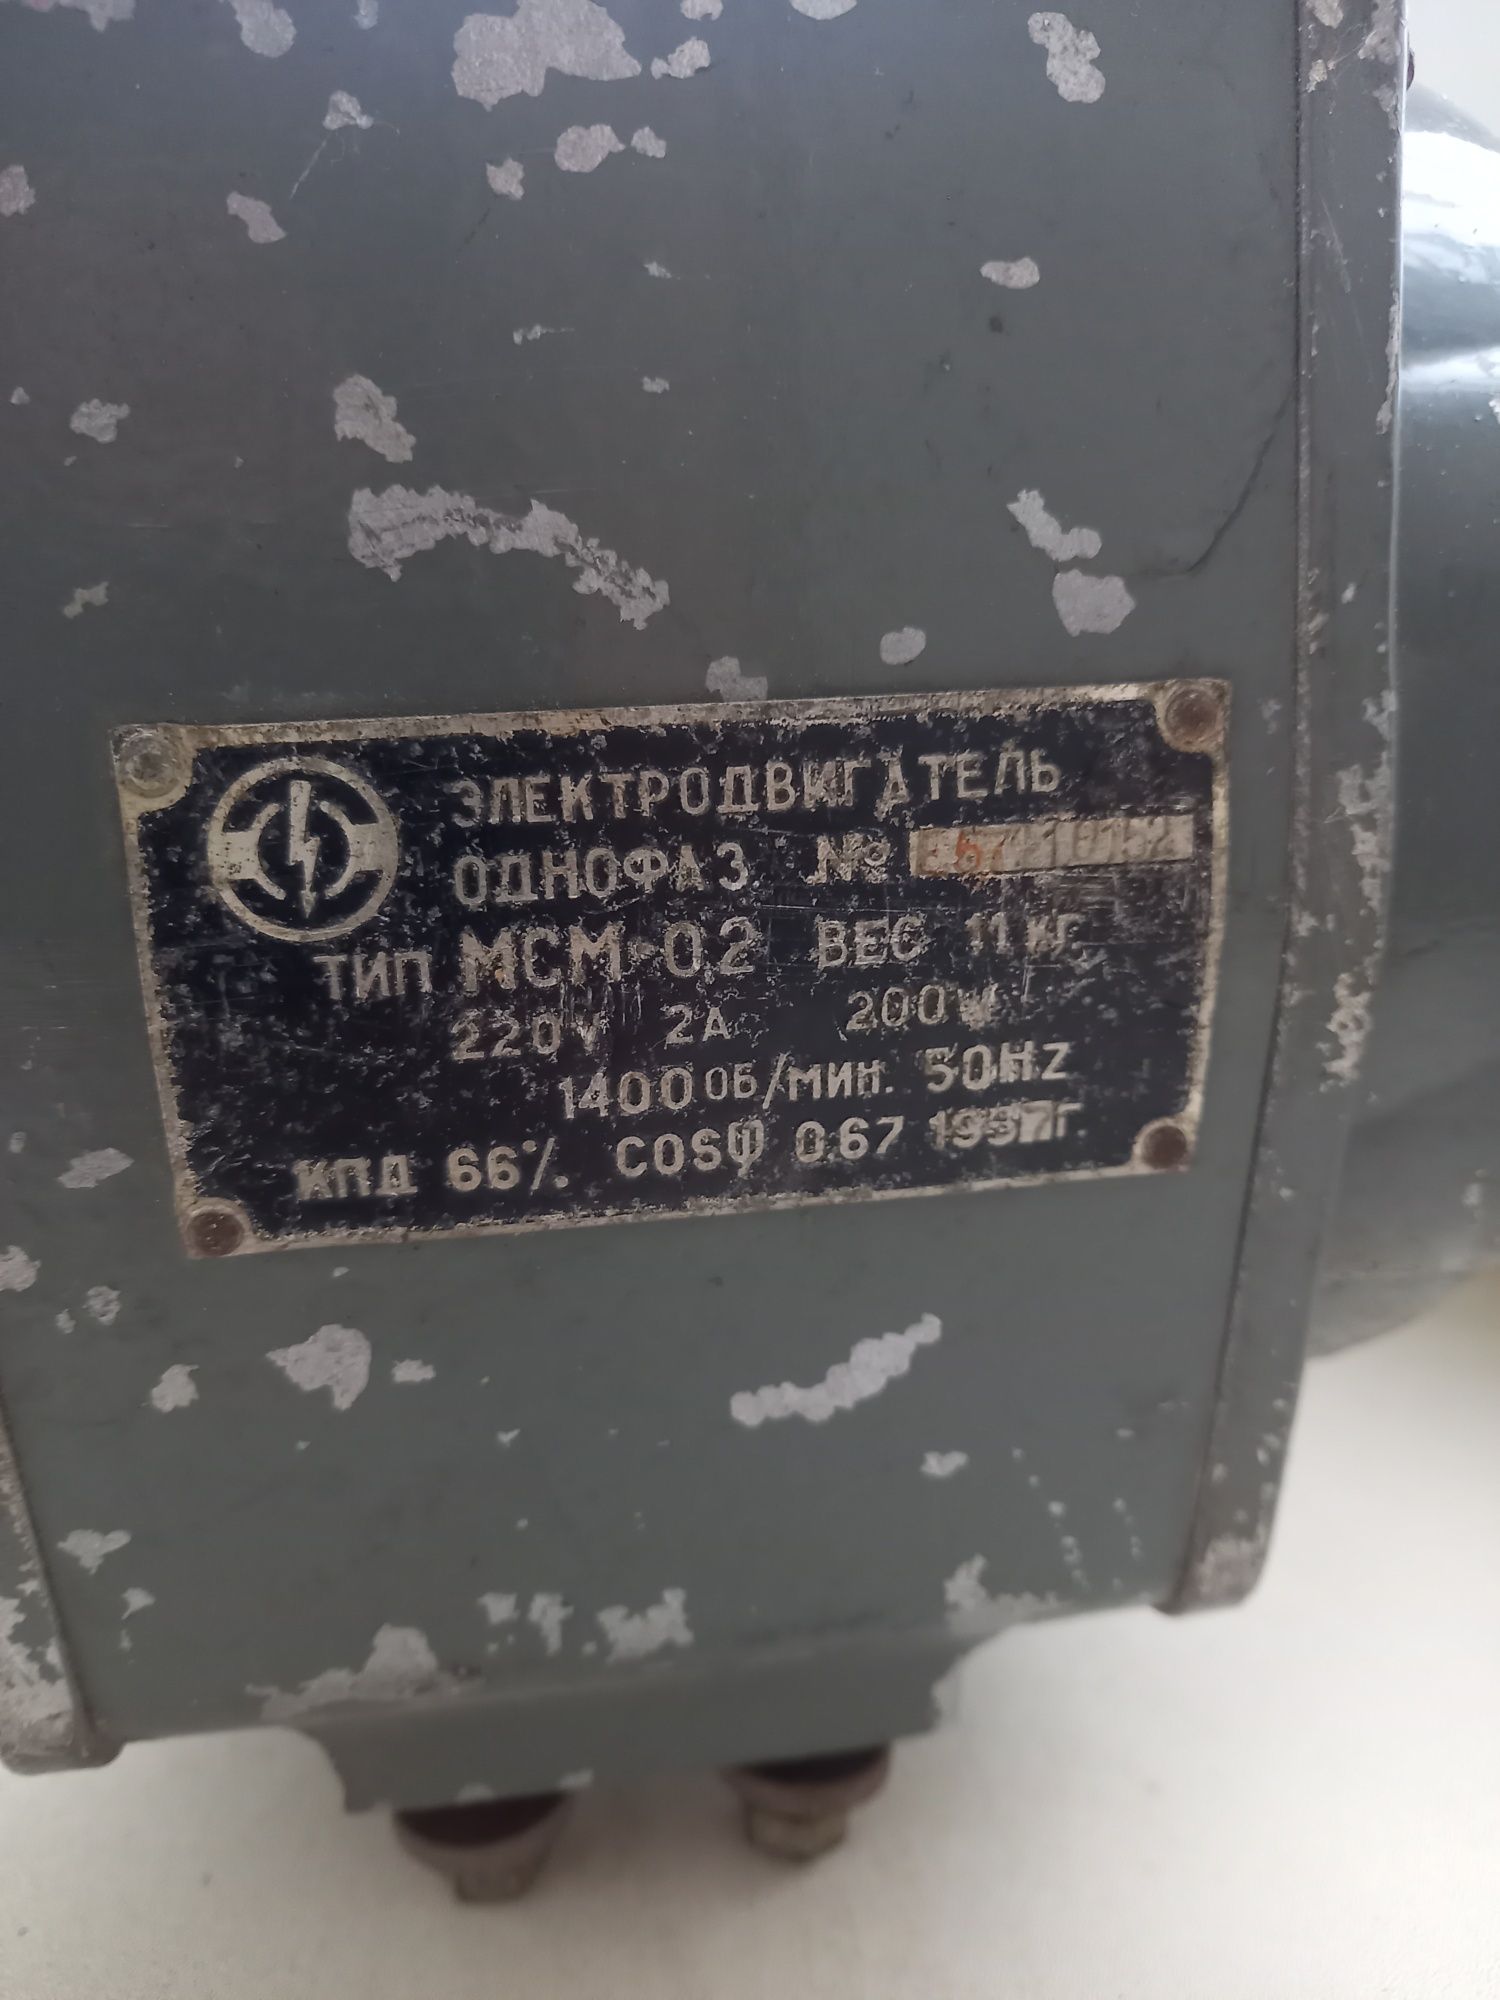 ЭЛЕКТРОДВИГАТЕЛЬ
ОДНОФАЗ №
ТИП МСМ-0,2 ВЕС 11 КГ.
220V 2A 200W
1400 ОБ/МИН. 50HZ
КПД 66%. COSφ 0.67